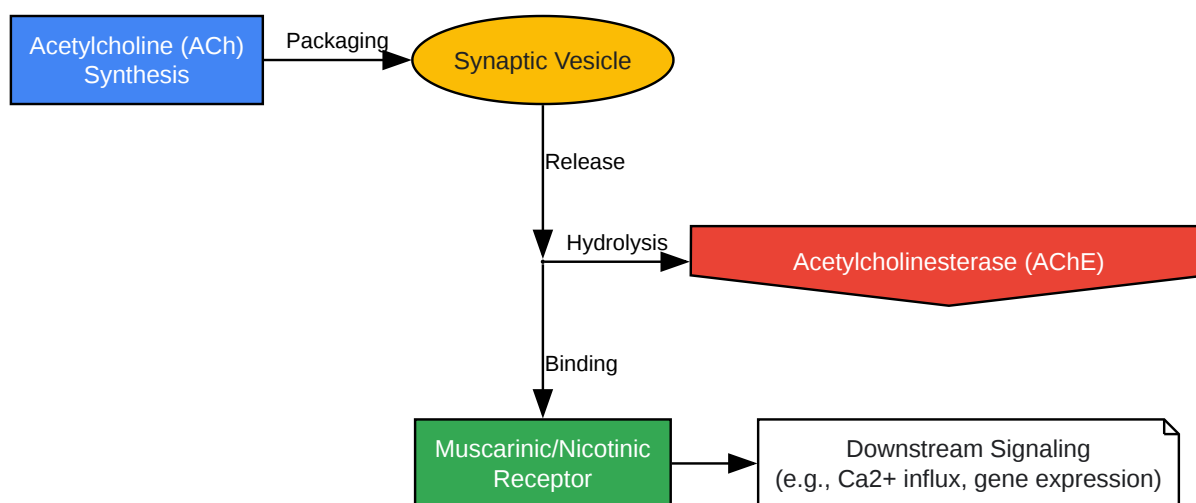 Acetylcholine (ACh)
Synthesis
Packaging
Synaptic Vesicle
Release
Hydrolysis
Acetylcholinesterase (AChE)
Binding
Muscarinic/Nicotinic
Receptor
Downstream Signaling
(e.g., Ca2+ influx, gene expression)